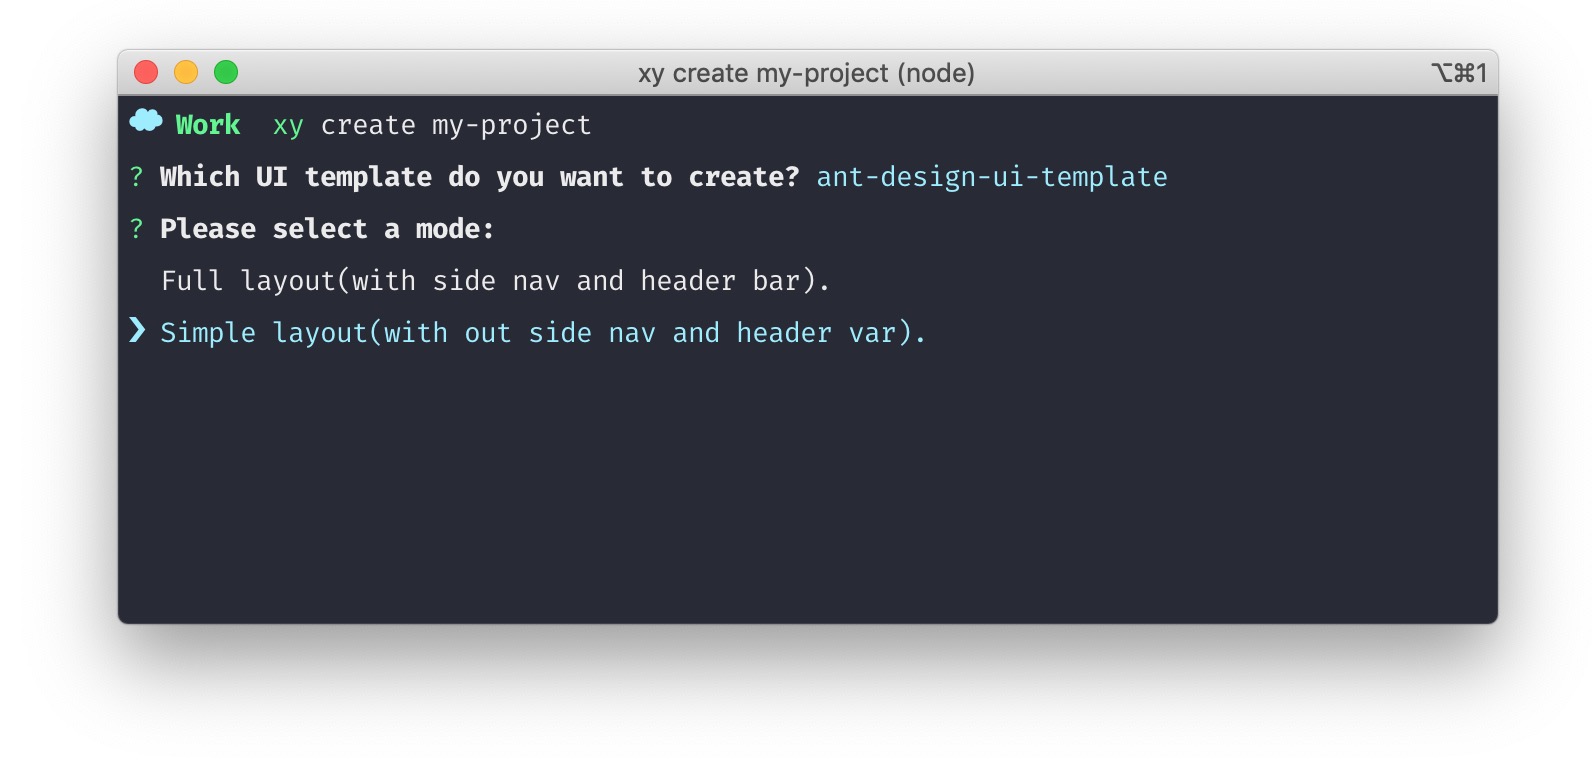 xy create my-project (node)
⌥⌘1
Work xy create my-project
? Which UI template do you want to create? ant-design-ui-template
? Please select a mode:
Full layout(with side nav and header bar).
❯ Simple layout(with out side nav and header var).